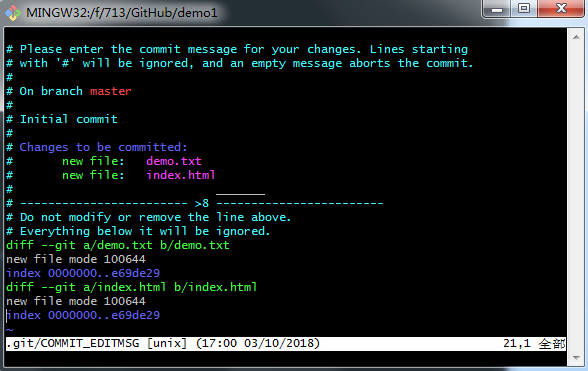 MINGW32:/f/713/GitHub/demo1
# Please enter the commit message for your changes. Lines starting
# with '#' will be ignored, and an empty message aborts the commit.
#
# On branch master
#
# Initial commit
#
# Changes to be committed:
#       new file:   demo.txt
#       new file:   index.html
#
# ------------------------ >8 ------------------------
# Do not modify or remove the line above.
# Everything below it will be ignored.
diff --git a/demo.txt b/demo.txt
new file mode 100644
index 0000000..e69de29
diff --git a/index.html b/index.html
new file mode 100644
index 0000000..e69de29
~
.git/COMMIT_EDITMSG [unix] (17:00 03/10/2018) 21,1 全部